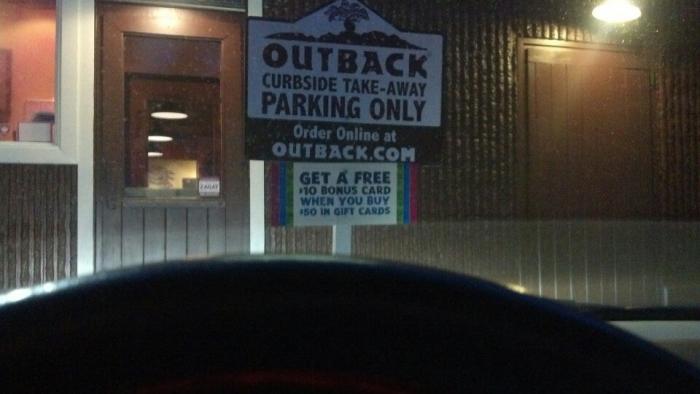 OUTBACK
CURBSIDE TAKE-AWAY
PARKING ONLY
Order Online at
OUTBACK.COM
GET A FREE
$10 BONUS CARD
WHEN YOU BUY
$50 IN GIFT CARDS
ZAGAT